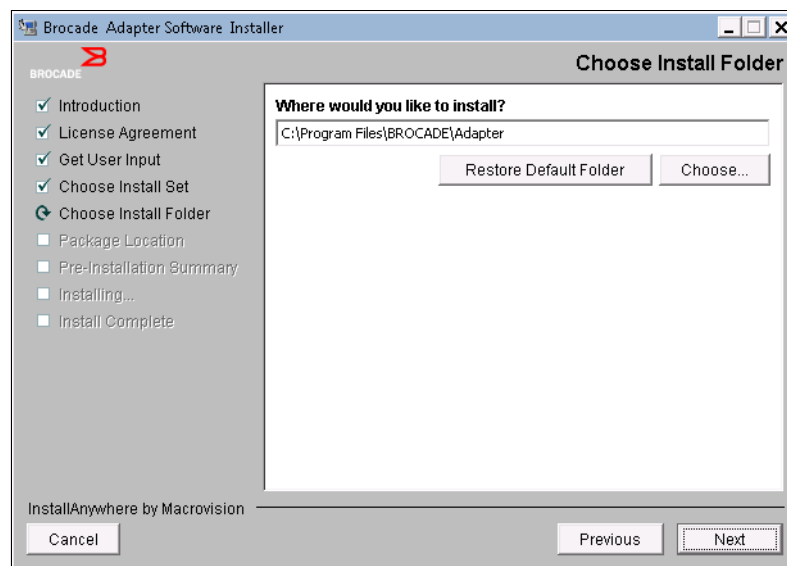 Brocade Adapter Software Installer
BROCADE
Choose Install Folder
Introduction
License Agreement
Get User Input
Choose Install Set
Choose Install Folder
Package Location
Pre-Installation Summary
Installing...
Install Complete
Where would you like to install?
C:\Program Files\BROCADE\Adapter
Restore Default Folder
Choose...
InstallAnywhere by Macrovision
Cancel
Previous
Next